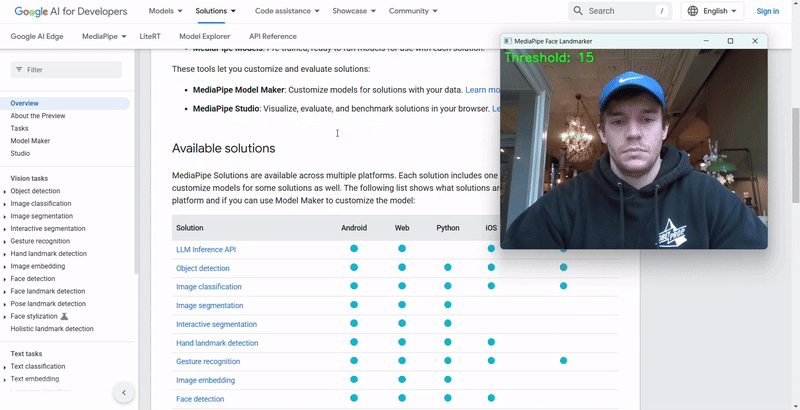 Google AI for Developers
Models
Solutions
Code assistance
Showcase
Community
Search
/
English
Sign in
Google AI Edge
MediaPipe
LiteRT
Model Explorer
API Reference
Filter
Overview
About the Preview
Tasks
Model Maker
Studio
Vision tasks
Object detection
Image classification
Image segmentation
Interactive segmentation
Gesture recognition
Hand landmark detection
Image embedding
Face detection
Face landmark detection
Pose landmark detection
Face stylization
Holistic landmark detection
Text tasks
Text classification
Text embedding
MediaPipe Models: Pre-trained, ready-to-run models for use with each solution.
These tools let you customize and evaluate solutions:
MediaPipe Model Maker: Customize models for solutions with your data. Learn mo
MediaPipe Studio: Visualize, evaluate, and benchmark solutions in your browser. Le
Available solutions
MediaPipe Solutions are available across multiple platforms. Each solution includes one
customize models for some solutions as well. The following list shows what solutions are
platform and if you can use Model Maker to customize the model:
Solution Android Web Python iOS
LLM Inference API
Object detection
Image classification
Image segmentation
Interactive segmentation
Hand landmark detection
Gesture recognition
Image embedding
Face detection
MediaPipe Face Landmarker
Threshold: 15